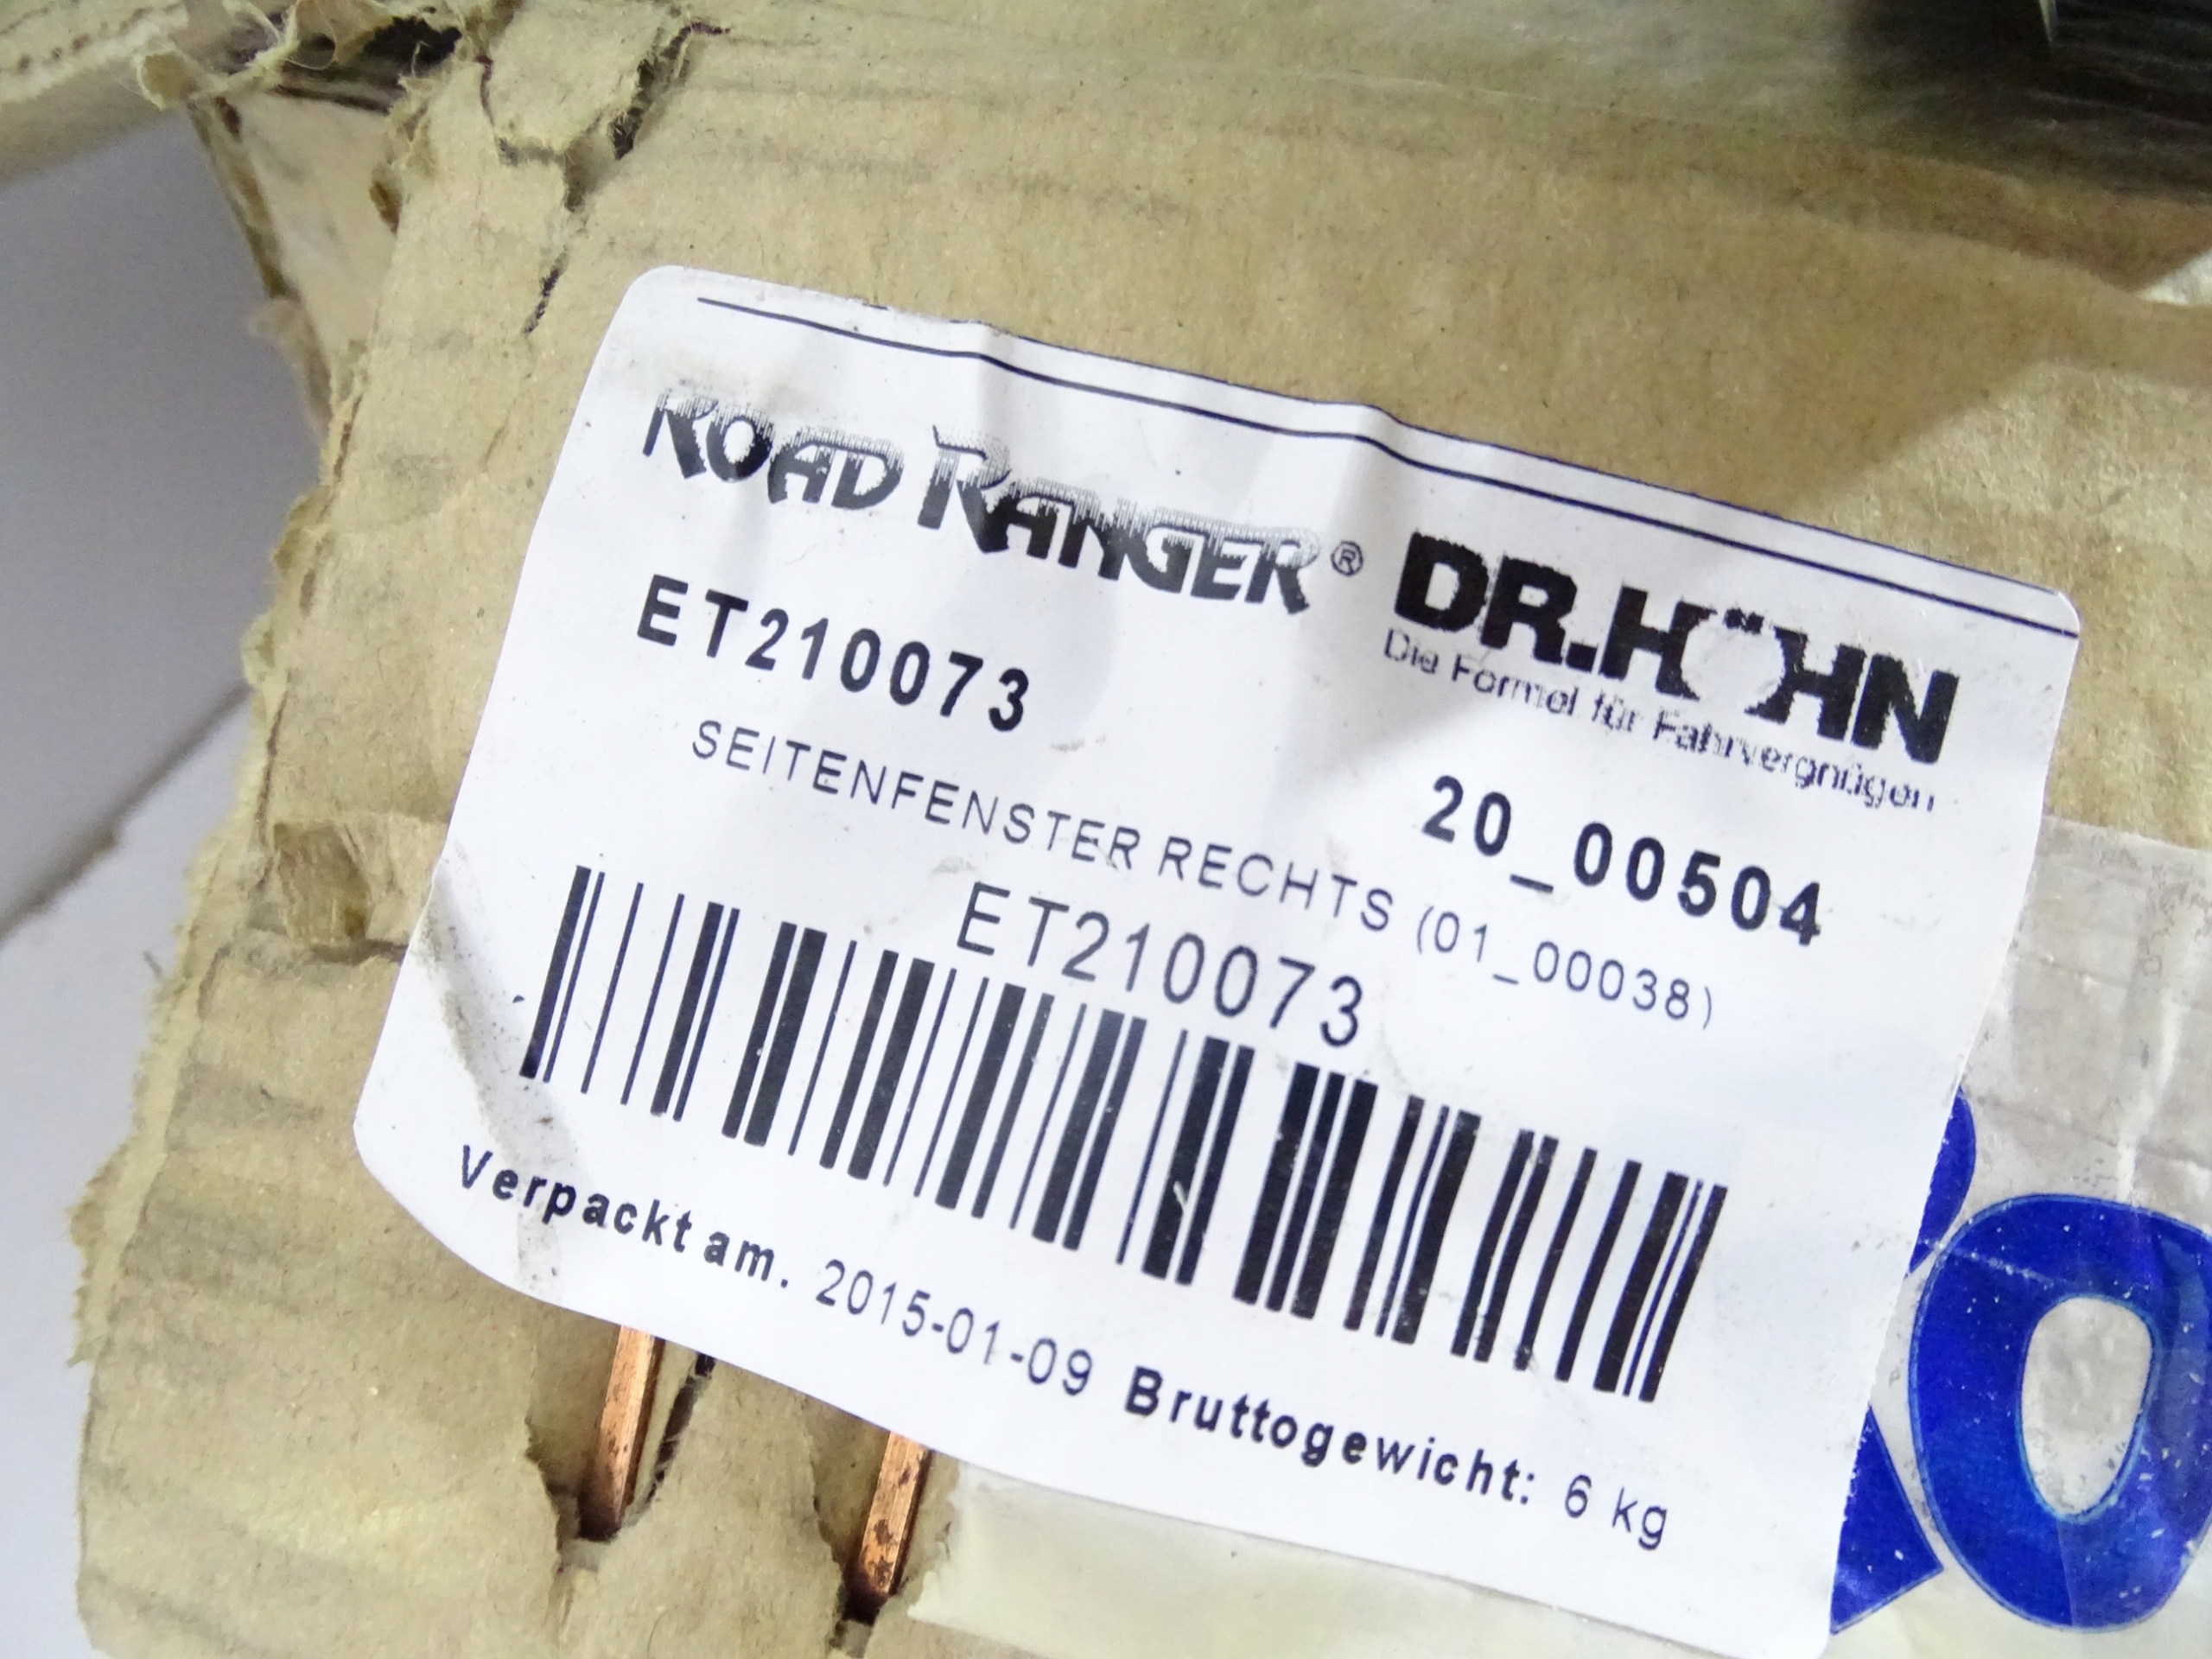 ROAD RANGER® DR.HÖHN
Die Formel für Fahrvergnügen
ET210073
20_00504
SEITENFENSTER RECHTS (01_00038)
ET210073
Verpackt am. 2015-01-09 Bruttogewicht: 6 kg